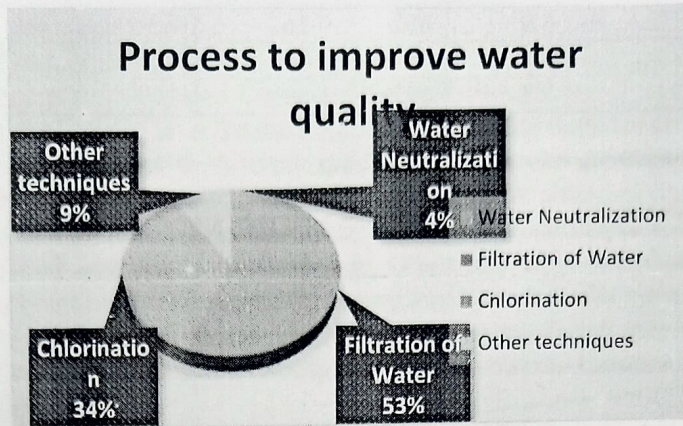 Process to improve water
quality
Other
techniques
9%
Water
Neutralizati
on
4%
Water Neutralization
Filtration of Water
Chlorination
Other techniques
Chlorinatio
n
34%
Filtration of
Water
53%